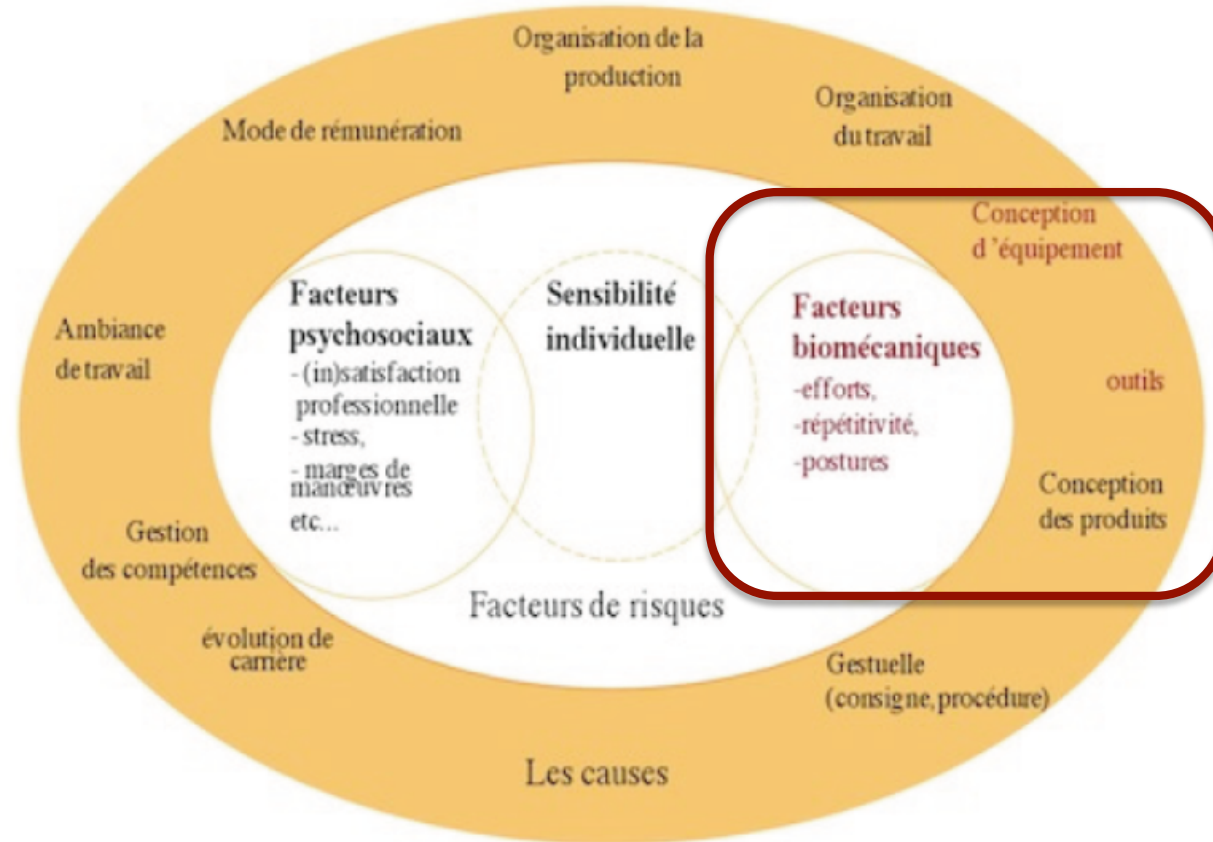 Organisation de la
production
Organisation
du travail
Mode de rémunération
Conception
d ’équipement
Facteurs
psychosociaux
- (in)satisfaction
professionnelle
- stress,
- marges de
manœuvres
etc...
Sensibilité
individuelle
Facteurs
biomécaniques
-efforts,
-répétitivité,
-postures
Ambiance
de travail
outils
Conception
des produits
Gestion
des compétences
Facteurs de risques
évolution de
carrière
Gestuelle
(consigne, procédure)
Les causes